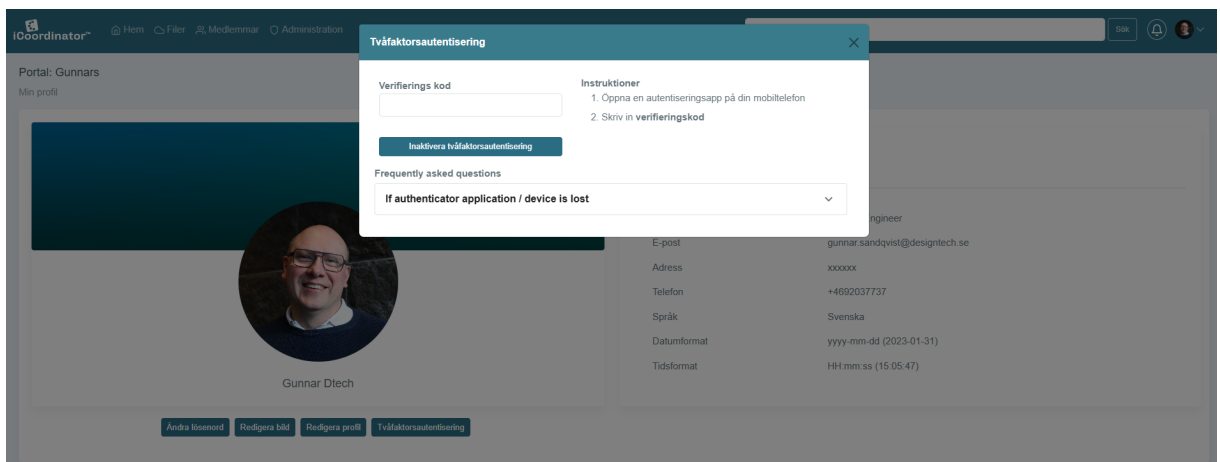 iCoordinator™
Hem
Filer
Medlemmar
Administration
Sök
Tvåfaktorsautentisering
Portal: Gunnars
Min profil
Verifierings kod
Instruktioner
1. Öppna en autentiseringsapp på din mobiltelefon
2. Skriv in verifieringskod
Inaktivera tvåfaktorsautentisering
Frequently asked questions
If authenticator application / device is lost
ngineer
E-post gunnar.sandqvist@designtech.se
Adress xxxxxx
Telefon +4692037737
Språk Svenska
Datumformat yyyy-mm-dd (2023-01-31)
Tidsformat HH:mm:ss (15:05:47)
Gunnar Dtech
Ändra lösenord
Redigera bild
Redigera profil
Tvåfaktorsautentisering